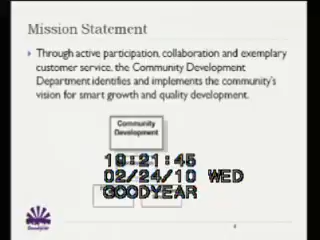 Mission Statement
Through active participation, collaboration and exemplary
customer service, the Community Development
Department identifies and implements the community's
vision for smart growth and quality development.
Community
Development
19:21:45
02/24/10 WED
GOODYEAR